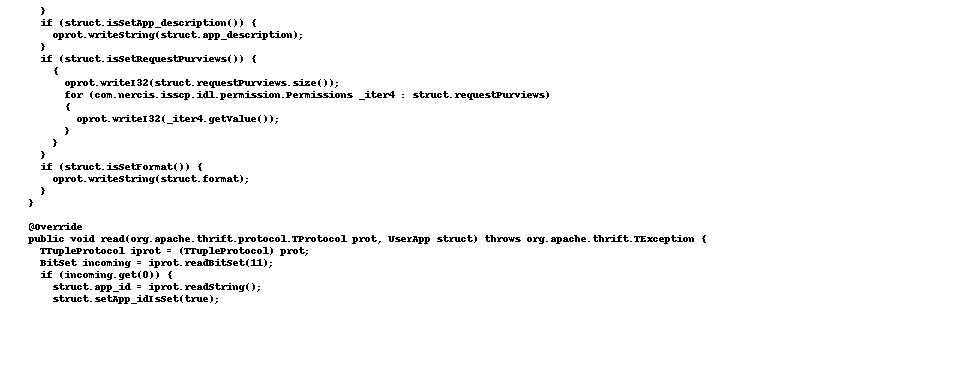 }
if (struct.isSetApp_description()) {
oprot.writeString(struct.app_description);
}
if (struct.isSetRequestPurviews()) {
{
oprot.writeI32(struct.requestPurviews.size());
for (com.nercis.isscp.idl.permission.Permissions _iter4 : struct.requestPurviews)
{
oprot.writeI32(_iter4.getValue());
}
}
}
if (struct.isSetFormat()) {
oprot.writeString(struct.format);
}
}
@Override
public void read(org.apache.thrift.protocol.TProtocol prot, UserApp struct) throws org.apache.thrift.TException {
TTupleProtocol iprot = (TTupleProtocol) prot;
BitSet incoming = iprot.readBitSet(11);
if (incoming.get(0)) {
struct.app_id = iprot.readString();
struct.setApp_idIsSet(true);